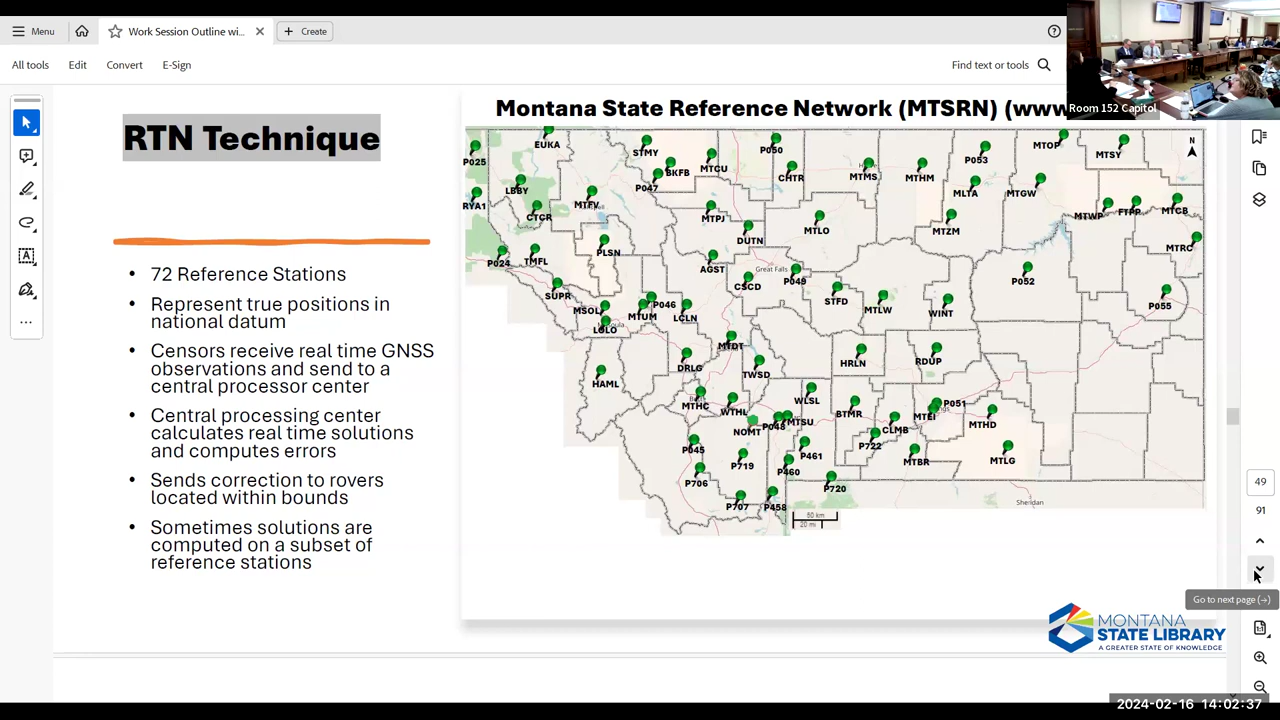 Menu
Work Session Outline wi...
Create
All tools
Edit
Convert
E-Sign
Find text or tools
Room 152 Capitol
RTN Technique
• 72 Reference Stations
• Represent true positions in
national datum
• Censors receive real time GNSS
observations and send to a
central processor center
• Central processing center
calculates real time solutions
and computes errors
• Sends correction to rovers
located within bounds
• Sometimes solutions are
computed on a subset of
reference stations
Montana State Reference Network (MTSRN) (www
N
EUKA
P025
STMY
BKFB
MTCU
P050
CHTR
MTMS
MTHM
P053
MTOP
MTSY
LBBY
P047
MLTA
MTGW
RYA1
CTCR
MTFV
MTPJ
MTLO
MTZM
MTWP
FTPP
MTCB
DUTN
PLSN
MTRC
P024
TMFL
AGST
Great Falls
CSCD
P049
P052
SUPR
STFD
MTLW
WINT
P055
MSOL
MTUM
P046
LCLN
LOLO
MTDT
DRLG
TWSD
HRLN
RDUP
HAML
MTHC
WTHL
WLSL
BTMR
P051
MTEI
NOMT
P048
MTSU
CLMB
MTHD
P045
P461
P722
MTBR
MTLG
P719
P460
P706
P720
P707
P458
50 km
20 mi
Sheridan
MONTANA
STATE LIBRARY
A GREATER STATE OF KNOWLEDGE
49
91
Go to next page (→)
2024-02-16 14:02:37